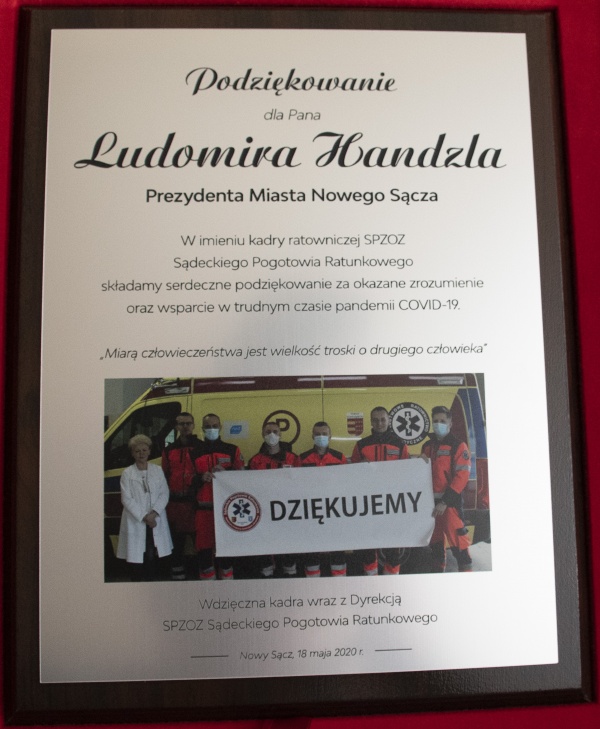 Podziękowanie
dla Pana
Ludomira Handzla
Prezydenta Miasta Nowego Sącza
W imieniu kadry ratowniczej SPZOZ
Sądeckiego Pogotowia Ratunkowego
składamy serdeczne podziękowanie za okazane zrozumienie
oraz wsparcie w trudnym czasie pandemii COVID-19.
„Miarą człowieczeństwa jest wielkość troski o drugiego człowieka”
P
DZIĘKUJEMY
Wdzięczna kadra wraz z Dyrekcją
SPZOZ Sądeckiego Pogotowia Ratunkowego
Nowy Sącz, 18 maja 2020 r.